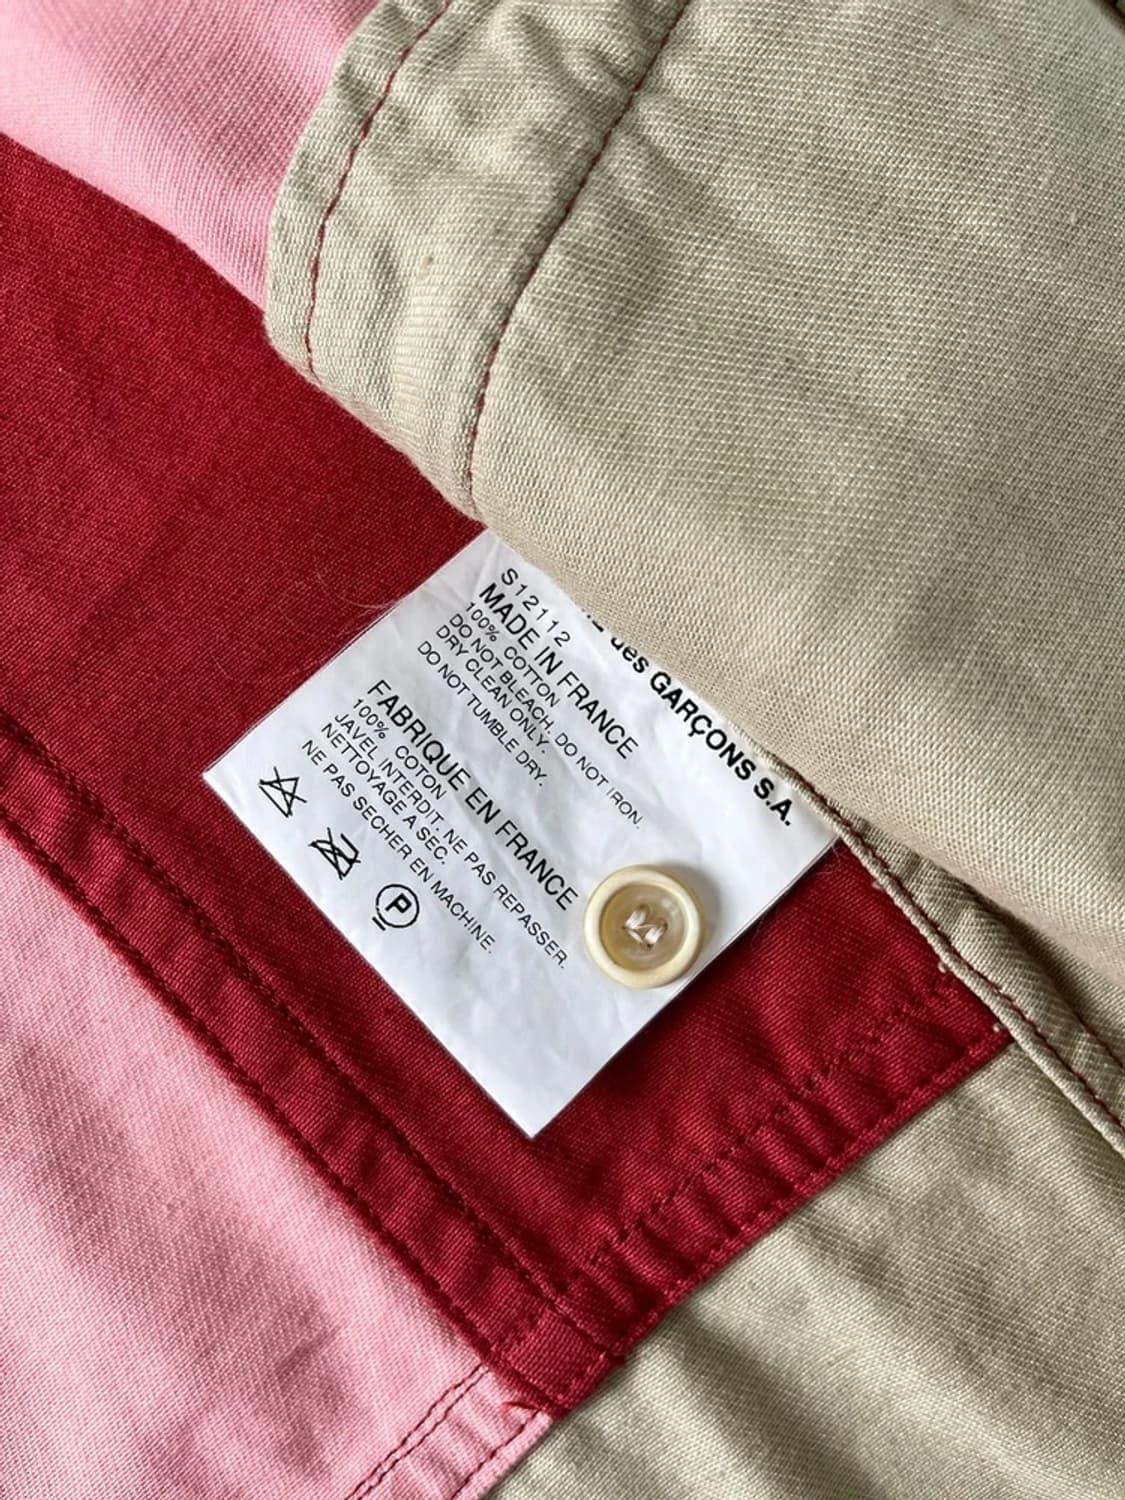 des GARÇONS S.A.
S12112
MADE IN FRANCE
100% COTTON
DO NOT BLEACH. DO NOT IRON.
DRY CLEAN ONLY.
DO NOT TUMBLE DRY.
FABRIQUE EN FRANCE
100% COTON
JAVEL INTERDIT. NE PAS REPASSER.
NETTOYAGE A SEC.
NE PAS SECHER EN MACHINE.
P